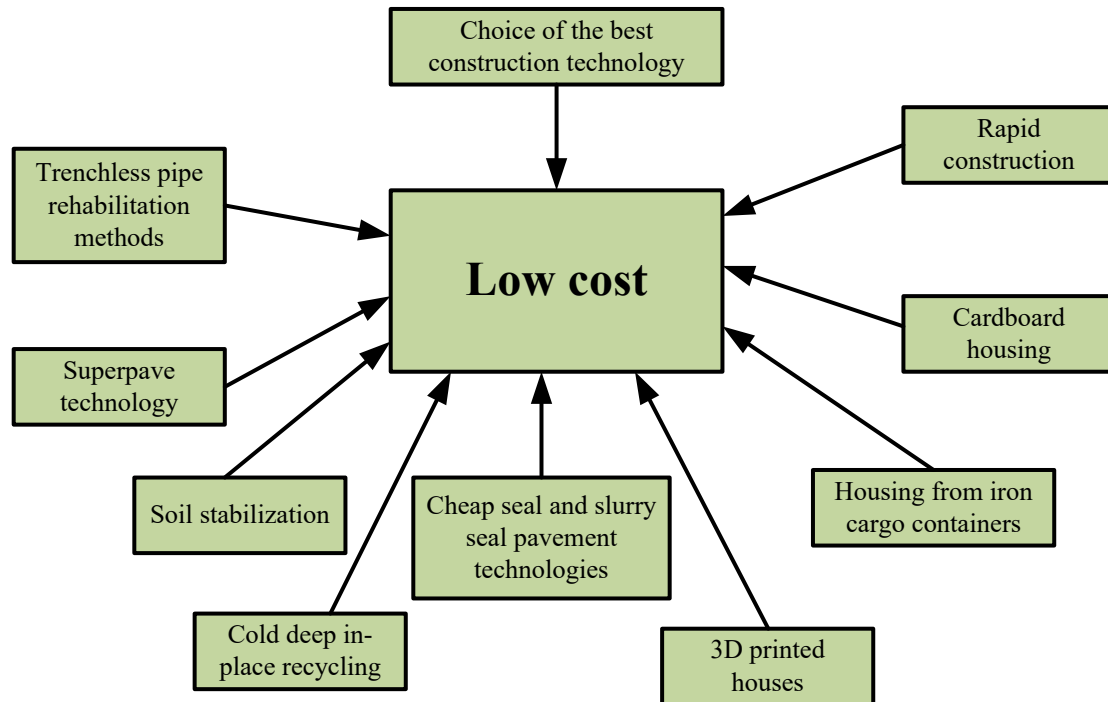 Choice of the best
construction technology
Rapid
construction
Trenchless pipe
rehabilitation
methods
Low cost
Cardboard
housing
Superpave
technology
Housing from iron
cargo containers
Soil stabilization
Cheap seal and slurry
seal pavement
technologies
Cold deep in-
place recycling
3D printed
houses